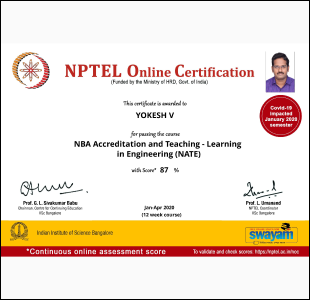 NPTEL Online Certification
(Funded by the Ministry of HRD, Govt. of India)
Covid-19
impacted
January 2020
semester
This certificate is awarded to
YOKESH V
for passing the course
NBA Accreditation and Teaching - Learning
in Engineering (NATE)
with Score* 87 %
Prof. G. L. Sivakumar Babu
Chairman, Centre for Continuing Education
IISc Bangalore
Jan-Apr 2020
(12 week course)
Prof. L. Umanand
NPTEL Coordinator
IISc Bangalore
Indian Institute of Science Bangalore
swayam
*Continuous online assessment score
To validate and check scores: https://nptel.ac.in/noc